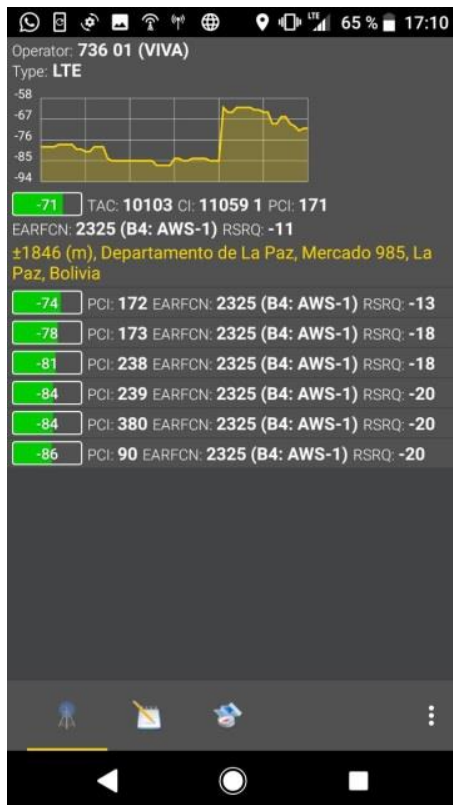 LTE 65 % 17:10
Operator: 736 01 (VIVA)
Type: LTE
-58
-67
-76
-85
-94
-71 TAC: 10103 CI: 11059 1 PCI: 171
EARFCN: 2325 (B4: AWS-1) RSRQ: -11
±1846 (m), Departamento de La Paz, Mercado 985, La
Paz, Bolivia
-74 PCI: 172 EARFCN: 2325 (B4: AWS-1) RSRQ: -13
-78 PCI: 173 EARFCN: 2325 (B4: AWS-1) RSRQ: -18
-81 PCI: 238 EARFCN: 2325 (B4: AWS-1) RSRQ: -18
-84 PCI: 239 EARFCN: 2325 (B4: AWS-1) RSRQ: -20
-84 PCI: 380 EARFCN: 2325 (B4: AWS-1) RSRQ: -20
-86 PCI: 90 EARFCN: 2325 (B4: AWS-1) RSRQ: -20